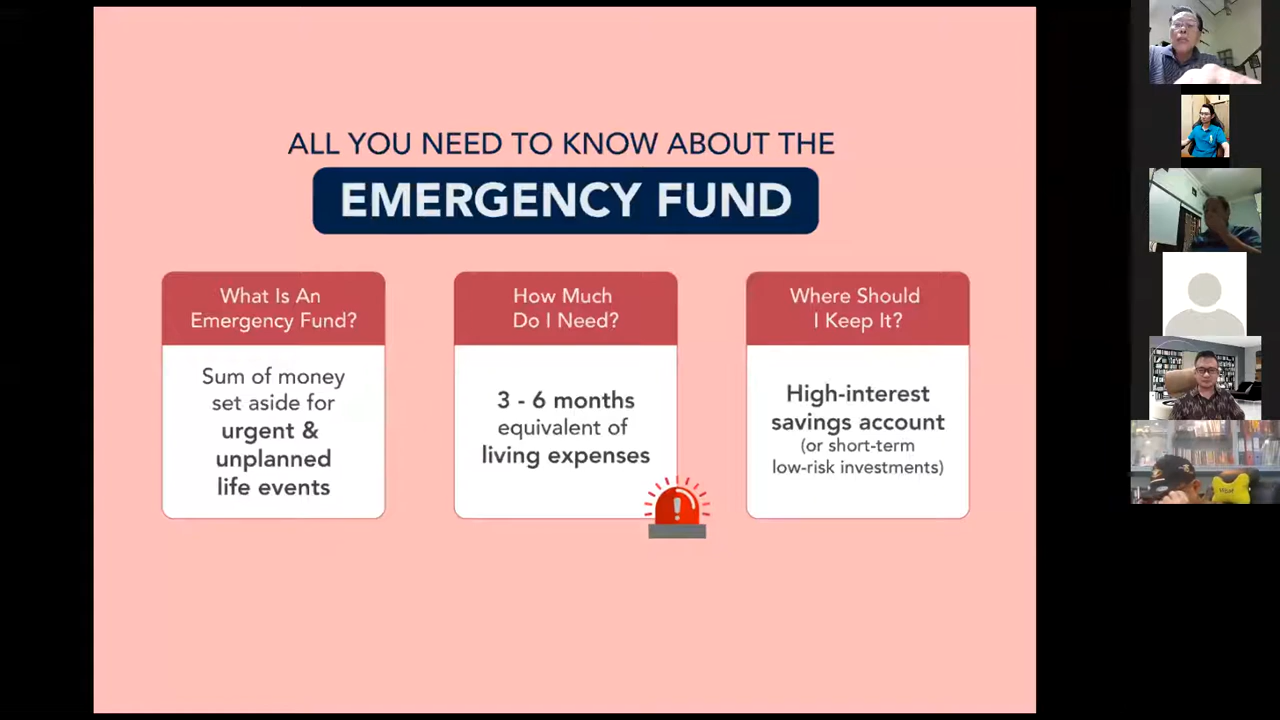 ALL YOU NEED TO KNOW ABOUT THE
EMERGENCY FUND
What Is An
Emergency Fund?
Sum of money
set aside for
urgent &
unplanned
life events
How Much
Do I Need?
3 - 6 months
equivalent of
living expenses
!
Where Should
I Keep It?
High-interest
savings account
(or short-term
low-risk investments)